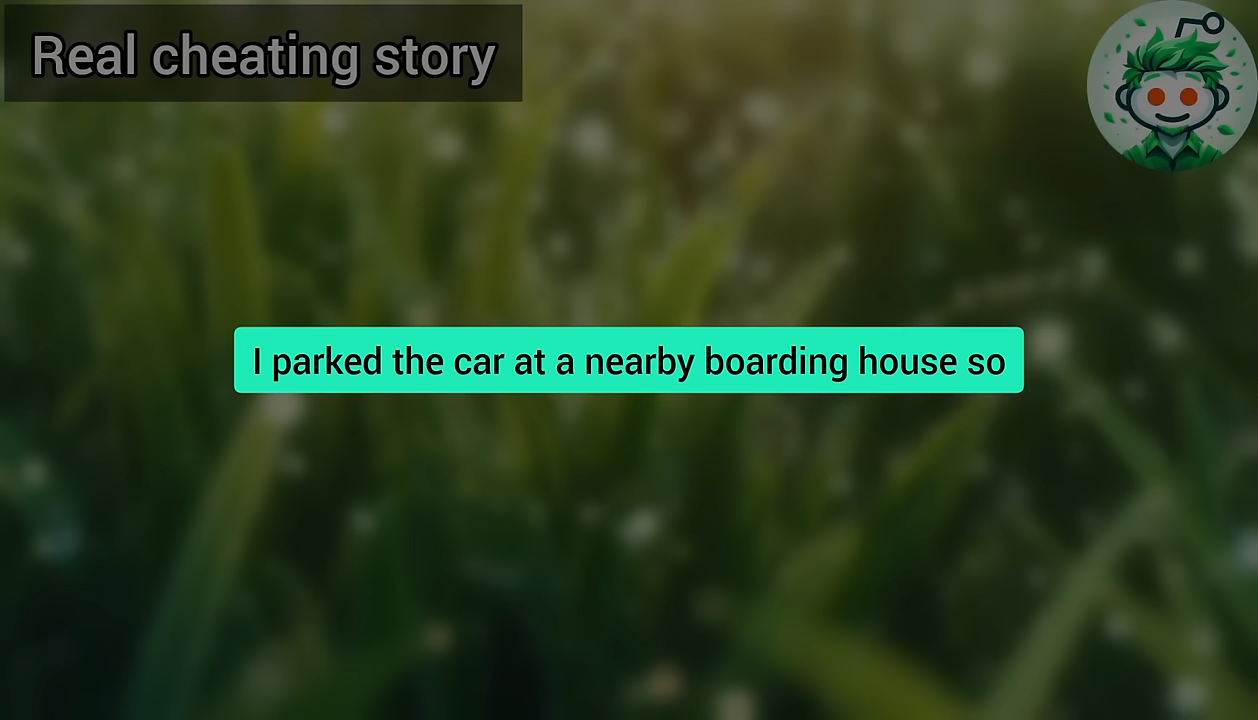 Real cheating story
I parked the car at a nearby boarding house so